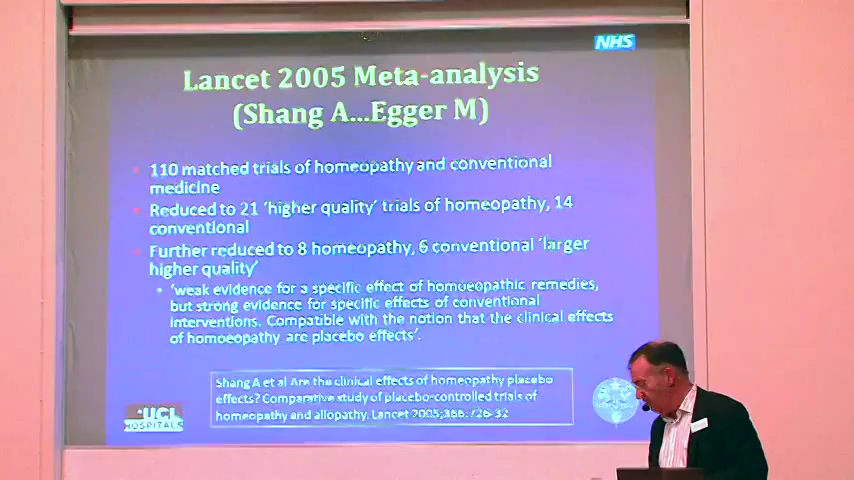 NHS
Lancet 2005 Meta-analysis
(Shang A...Egger M)
110 matched trials of homeopathy and conventional
medicine
Reduced to 21 'higher quality' trials of homeopathy, 14
conventional
Further reduced to 8 homeopathy, 6 conventional 'larger
higher quality'
'weak evidence for a specific effect of homoeopathic remedies,
but strong evidence for specific effects of conventional
interventions. Compatible with the notion that the clinical effects
of homoeopathy are placebo effects'.
Shang A et al Are the clinical effects of homeopathy placebo
effects? Comparative study of placebo-controlled trials of
homeopathy and allopathy. Lancet 2005;366:726-32
UCL
HOSPITALS